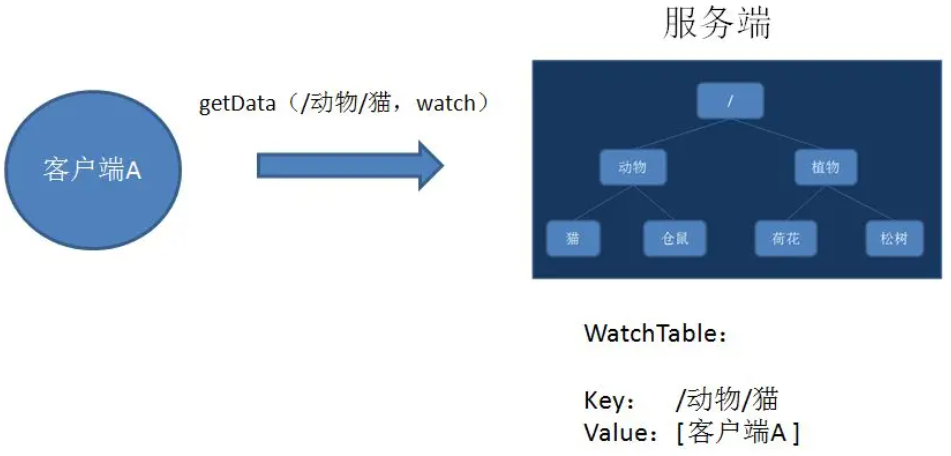 服务端
getData（/动物/猫，watch）
客户端A
/
动物
植物
猫
仓鼠
荷花
松树
WatchTable：
Key： /动物/猫
Value：[ 客户端A ]